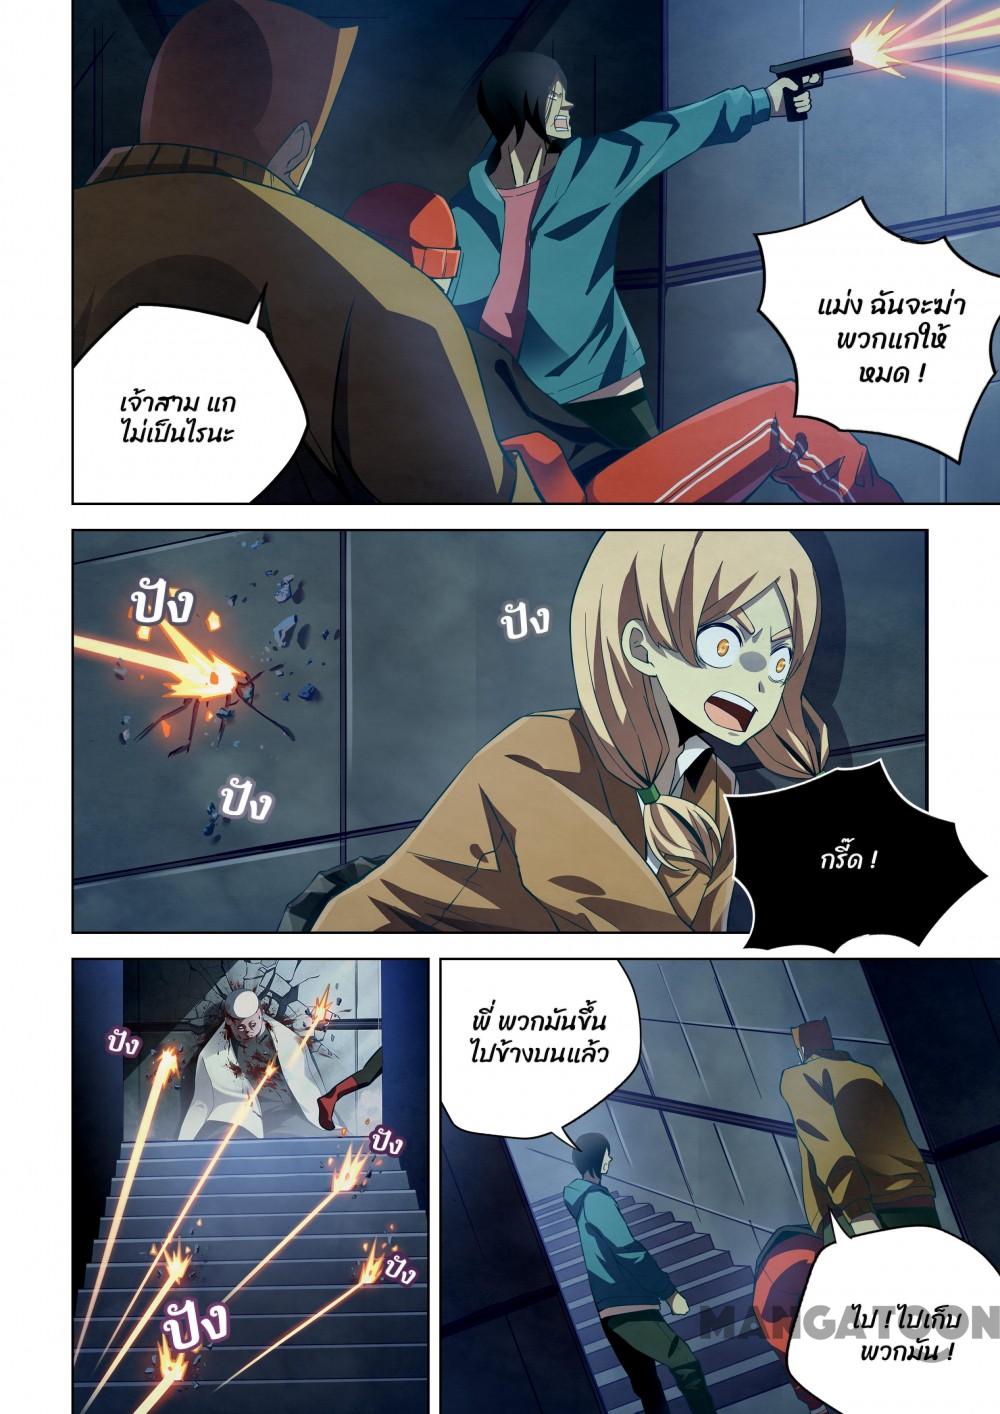 แม่ง ฉันจะฆ่า
พวกแกให้
หมด !
เจ้าสาม แก
ไม่เป็นไรนะ
ปัง
ปัง
ปัง
กรี๊ด !
ปัง
ปัง
ปัง
ปัง
พี่ พวกมันขึ้น
ไปข้างบนแล้ว
ไป ! ไปเก็บ
พวกมัน !
MANGATOON